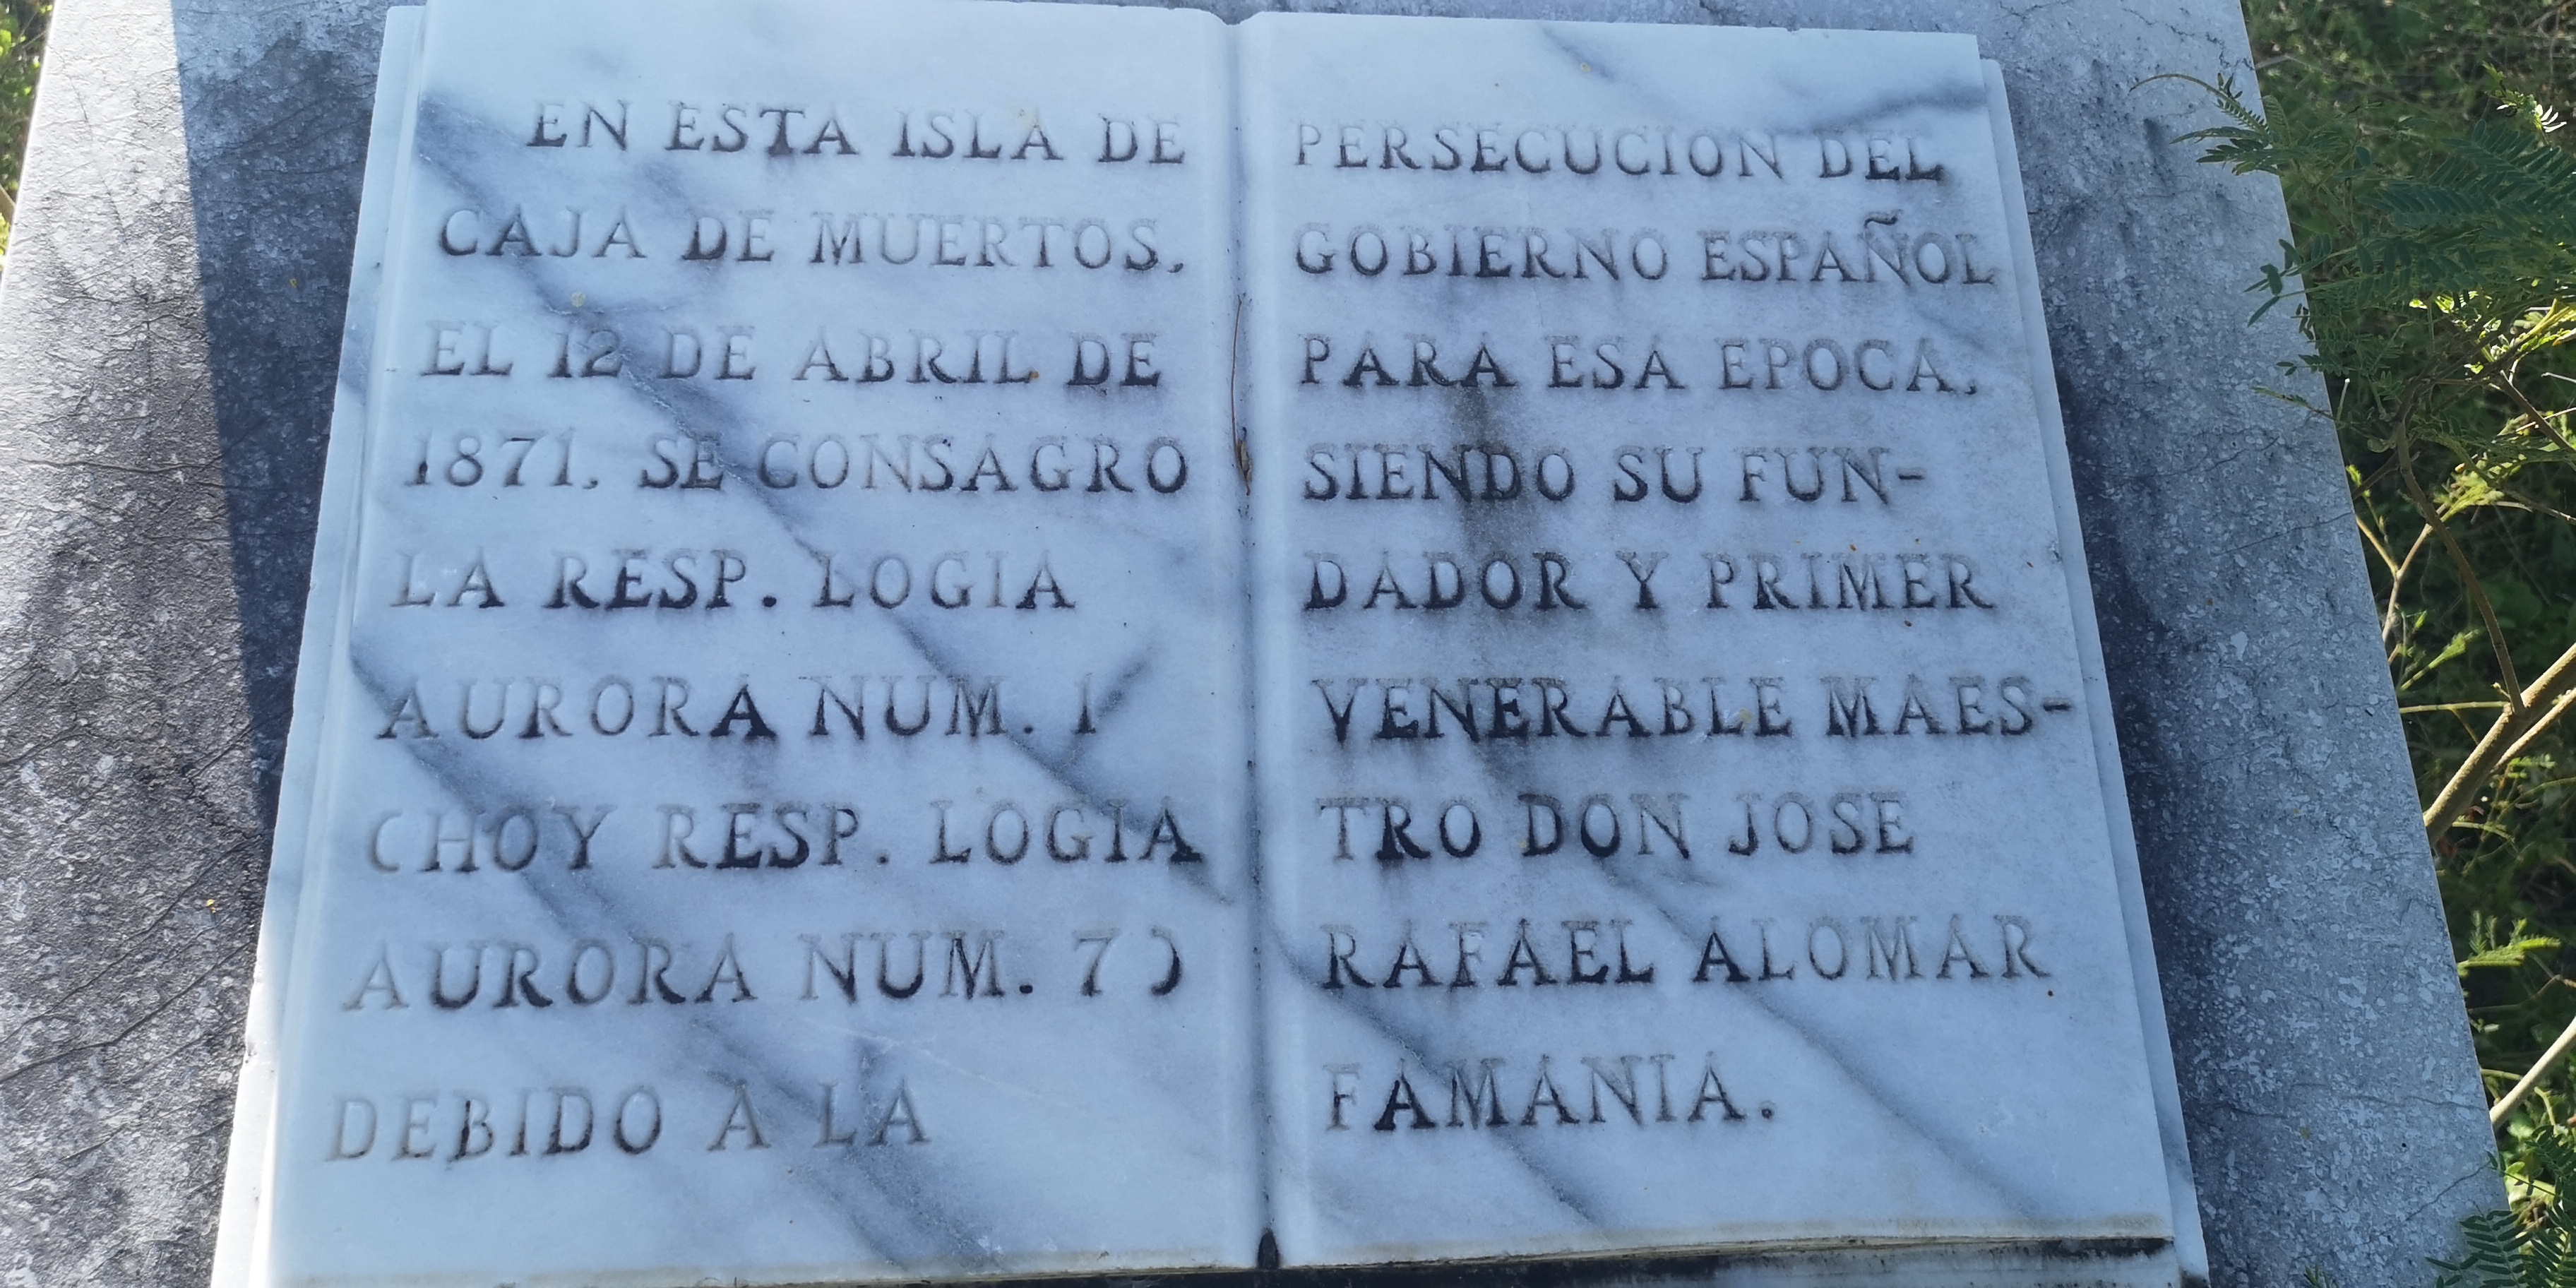 EN ESTA ISLA DE
CAJA DE MUERTOS,
EL 12 DE ABRIL DE
1871, SE CONSAGRO
LA RESP. LOGIA
AURORA NUM. 1
(HOY RESP. LOGIA
AURORA NUM. 7)
DEBIDO A LA
PERSECUCION DEL
GOBIERNO ESPAÑOL
PARA ESA EPOCA,
SIENDO SU FUN-
DADOR Y PRIMER
VENERABLE MAES-
TRO DON JOSE
RAFAEL ALOMAR
FAMANIA.